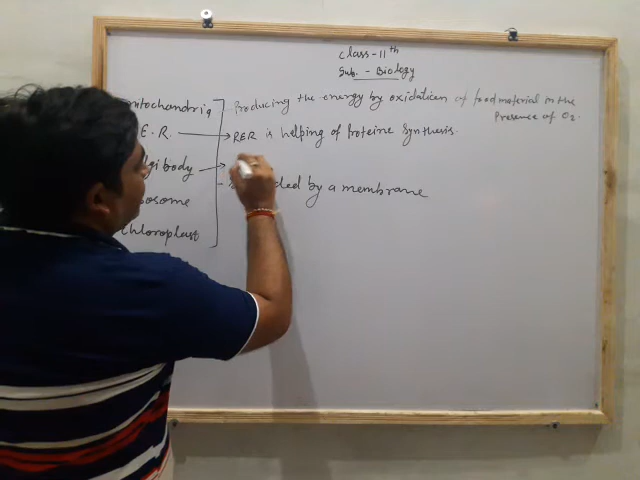 Class-11th
Sub. - Biology
mitochondria - Producing the energy by oxidation of food material in the
Presence of O2.
E.R. → RER is helping of Proteine Synthesis.
lgi body →
by a membrane
osome
Chloroplast